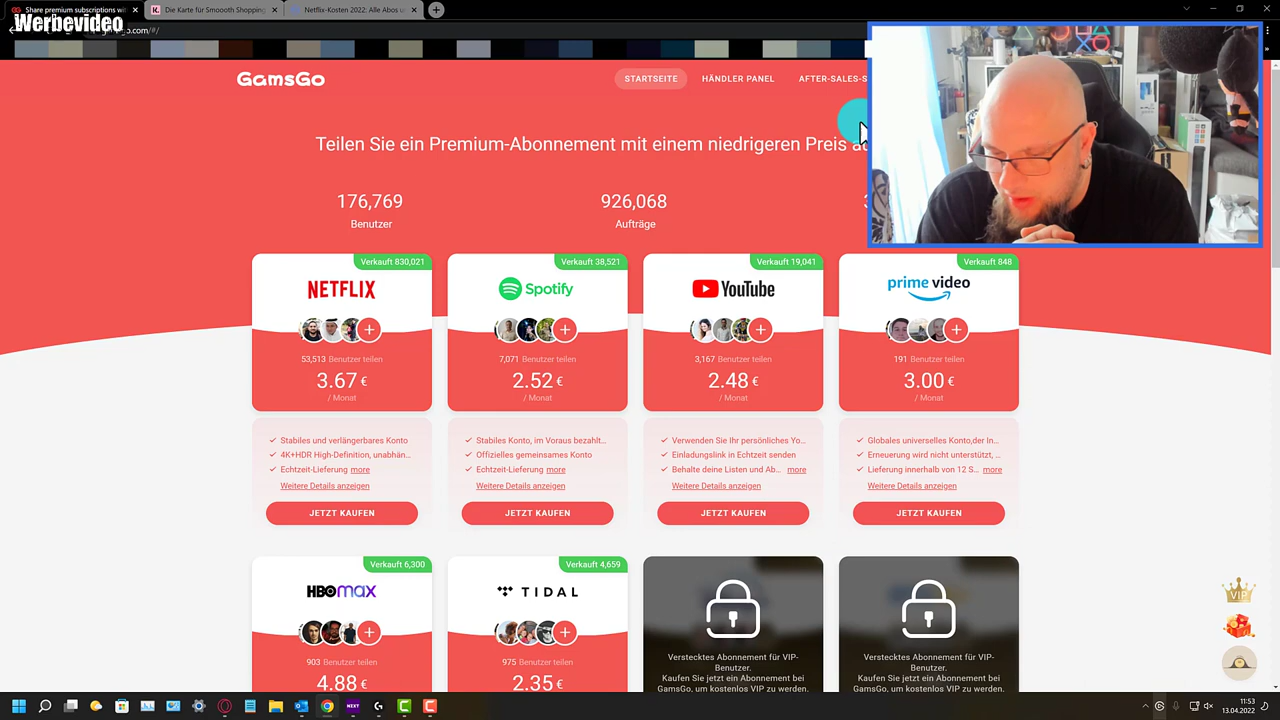 Share premium subscriptions with
Die Karte für Smoooth Shopping
Netflix-Kosten 2022: Alle Abos i
Werbevideo
.com/#/
GamsGo
STARTSEITE
HÄNDLER PANEL
AFTER-SALES-S
Teilen Sie ein Premium-Abonnement mit einem niedrigeren Preis a
176,769
Benutzer
926,068
Aufträge
Verkauft 830,021
NETFLIX
53,513 Benutzer teilen
3.67 €
/ Monat
Stabiles und verlängerbares Konto
4K+HDR High-Definition, unabhän...
Echtzeit-Lieferung more
Weitere Details anzeigen
JETZT KAUFEN
Verkauft 38,521
Spotify
7,071 Benutzer teilen
2.52 €
/ Monat
Stabiles Konto, im Voraus bezahlt...
Offizielles gemeinsames Konto
Echtzeit-Lieferung more
Weitere Details anzeigen
JETZT KAUFEN
Verkauft 19,041
YouTube
3,167 Benutzer teilen
2.48 €
/ Monat
Verwenden Sie Ihr persönliches Yo...
Einladungslink in Echtzeit senden
Behalte deine Listen und Ab... more
Weitere Details anzeigen
JETZT KAUFEN
Verkauft 848
prime video
191 Benutzer teilen
3.00 €
/ Monat
Globales universelles Konto,der In...
Erneuerung wird nicht unterstützt, ...
Lieferung innerhalb von 12 S... more
Weitere Details anzeigen
JETZT KAUFEN
Verkauft 6,300
HBOmax
903 Benutzer teilen
4.88 €
Verkauft 4,659
TIDAL
975 Benutzer teilen
2.35 €
Verstecktes Abonnement für VIP-
Benutzer.
Kaufen Sie jetzt ein Abonnement bei
GamsGo, um kostenlos VIP zu werden.
Verstecktes Abonnement für VIP-
Benutzer.
Kaufen Sie jetzt ein Abonnement bei
GamsGo, um kostenlos VIP zu werden.
VIP
NEXT
11:53
13.04.2022